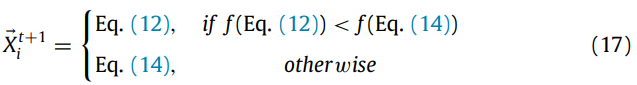 Eq. (12), if f(Eq. (12)) < f(Eq. (14))
X⃗ᵢᵗ⁺¹ = { (17)
Eq. (14), otherwise